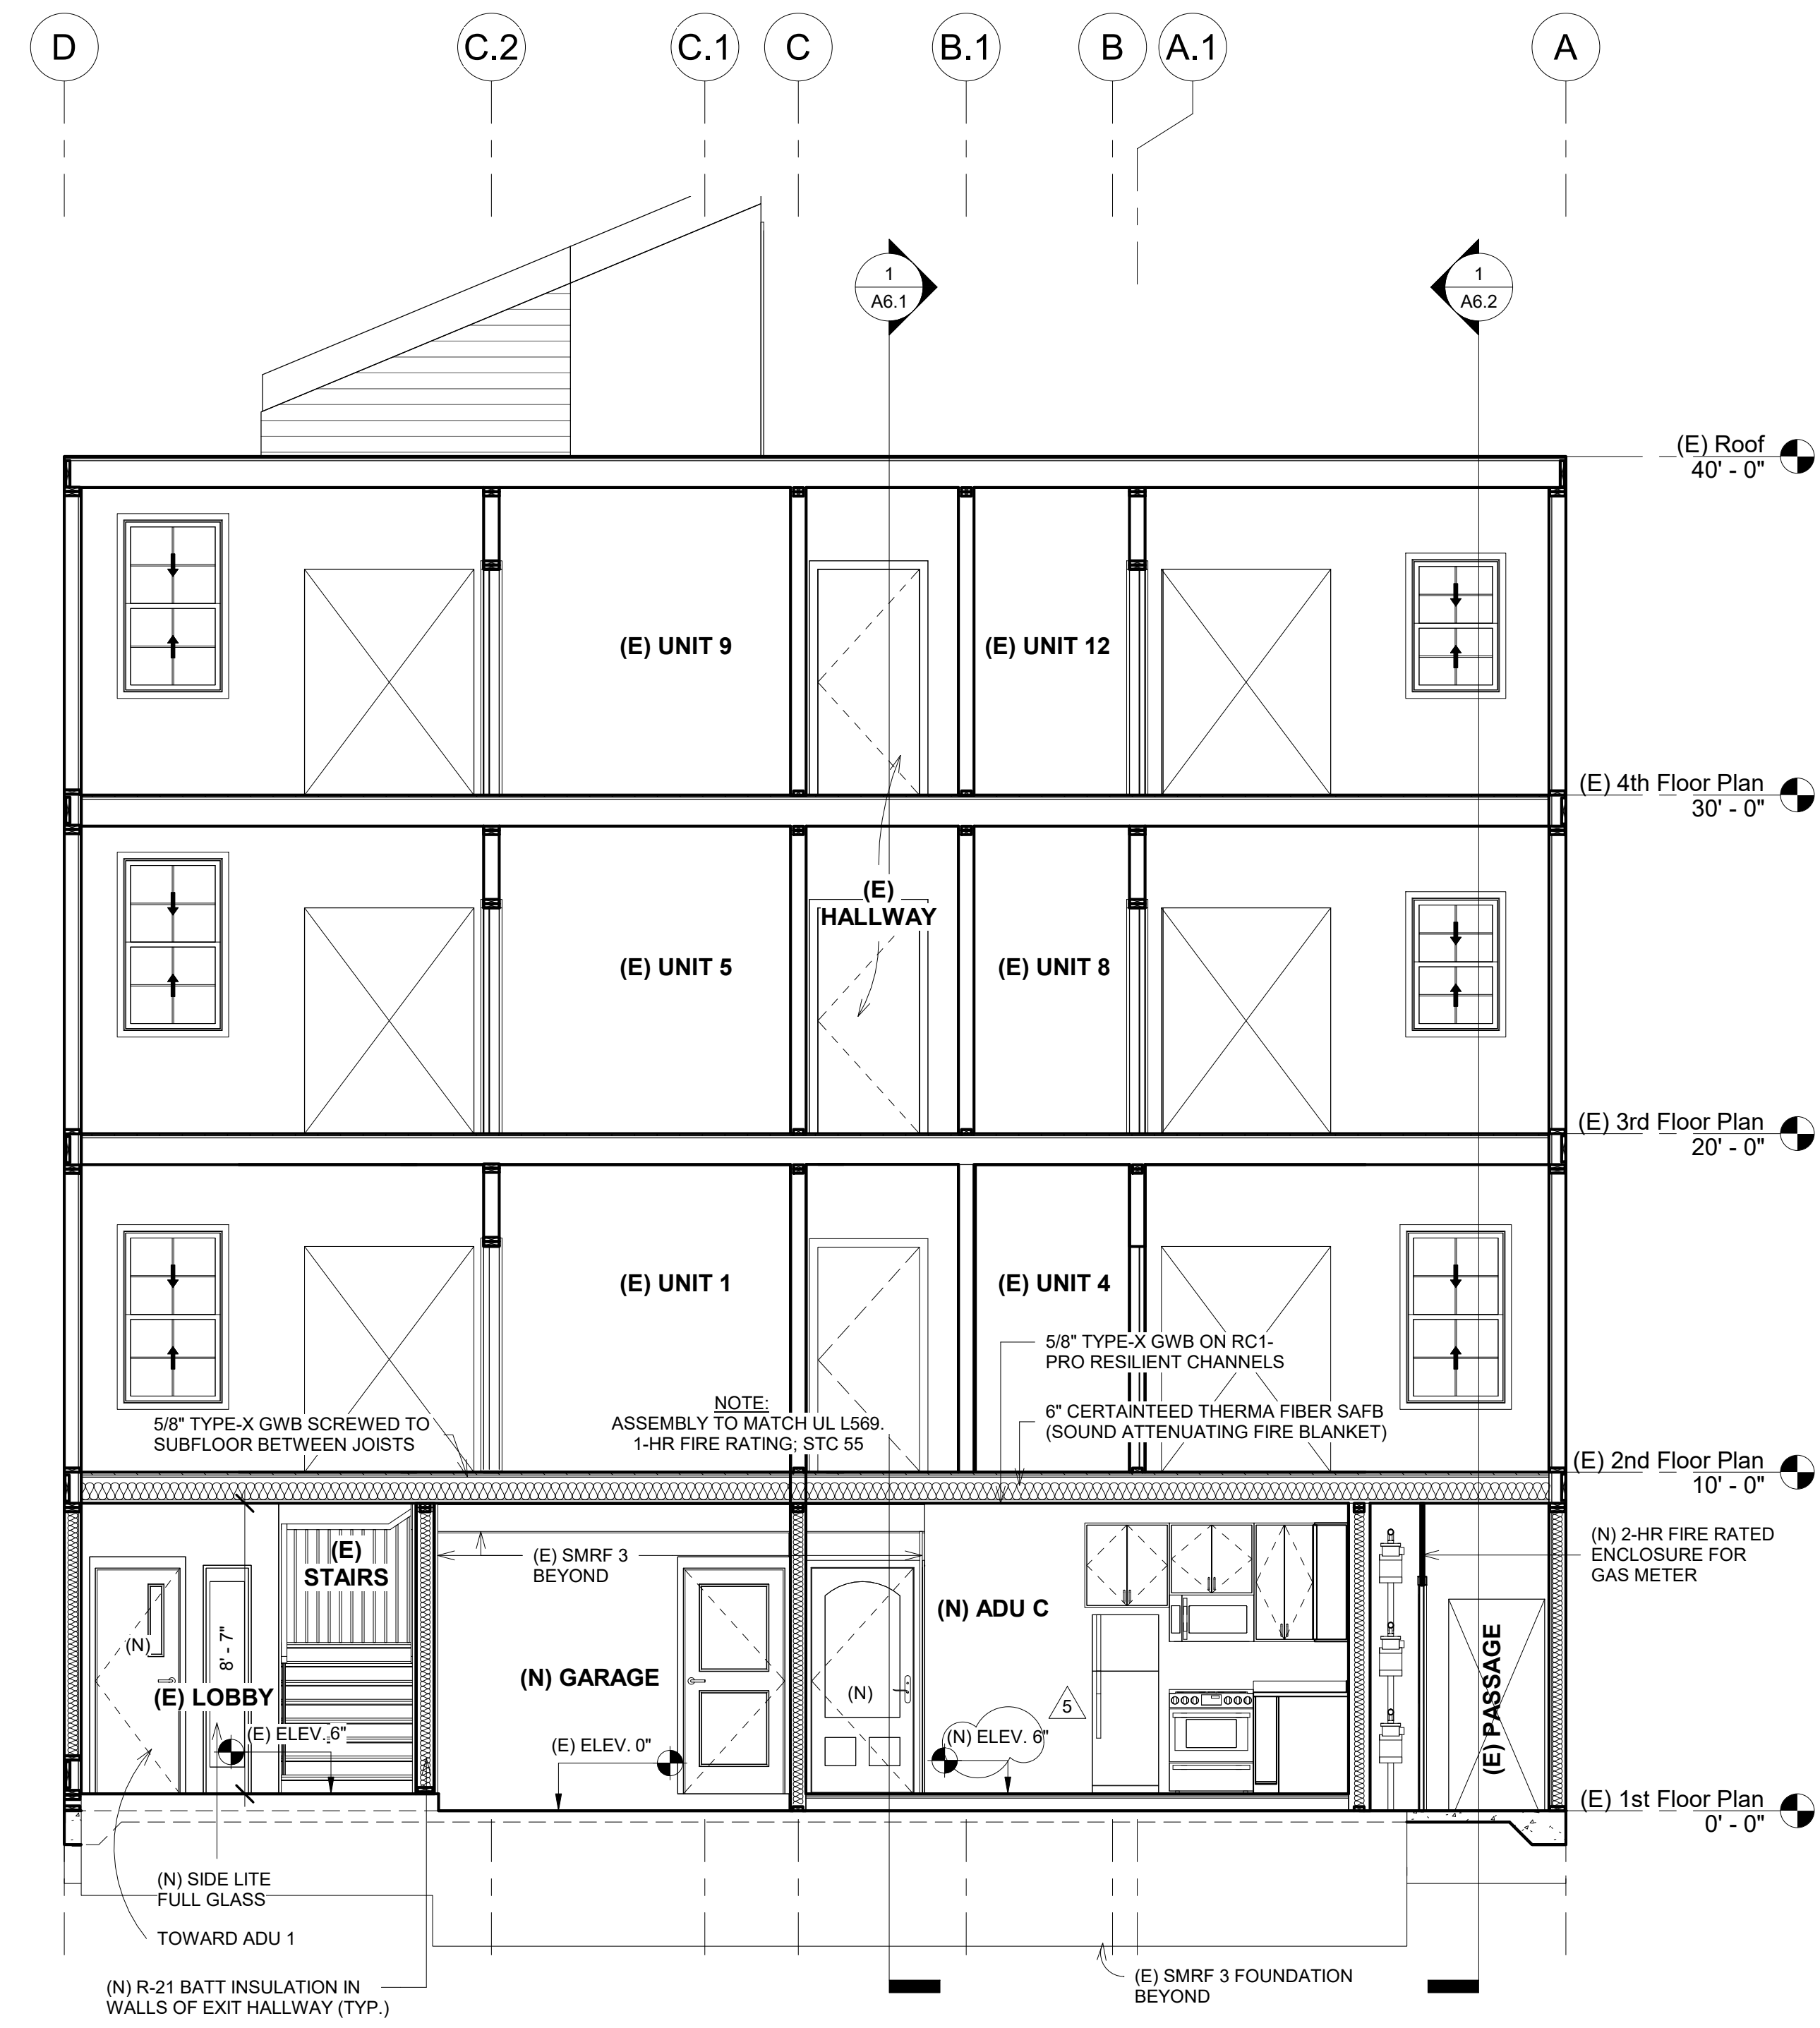 D
C.2
C.1
C
B.1
B
A.1
A
1
A6.1
1
A6.2
(E) Roof
40' - 0"
(E) UNIT 9
(E) UNIT 12
(E) 4th Floor Plan
30' - 0"
(E)
HALLWAY
(E) UNIT 5
(E) UNIT 8
(E) 3rd Floor Plan
20' - 0"
(E) UNIT 1
(E) UNIT 4
5/8" TYPE-X GWB ON RC1-
PRO RESILIENT CHANNELS
5/8" TYPE-X GWB SCREWED TO
SUBFLOOR BETWEEN JOISTS
NOTE:
ASSEMBLY TO MATCH UL L569.
1-HR FIRE RATING; STC 55
6" CERTAINTEED THERMA FIBER SAFB
(SOUND ATTENUATING FIRE BLANKET)
(E) 2nd Floor Plan
10' - 0"
(E)
STAIRS
(E) SMRF 3
BEYOND
(N) 2-HR FIRE RATED
ENCLOSURE FOR
GAS METER
(N) ADU C
(N)
8' - 7"
(E) LOBBY
(N) GARAGE
(N)
5
(E) PASSAGE
(E) ELEV. 6"
(E) ELEV. 0"
(N) ELEV. 6"
(E) 1st Floor Plan
0' - 0"
(N) SIDE LITE
FULL GLASS
TOWARD ADU 1
(N) R-21 BATT INSULATION IN
WALLS OF EXIT HALLWAY (TYP.)
(E) SMRF 3 FOUNDATION
BEYOND